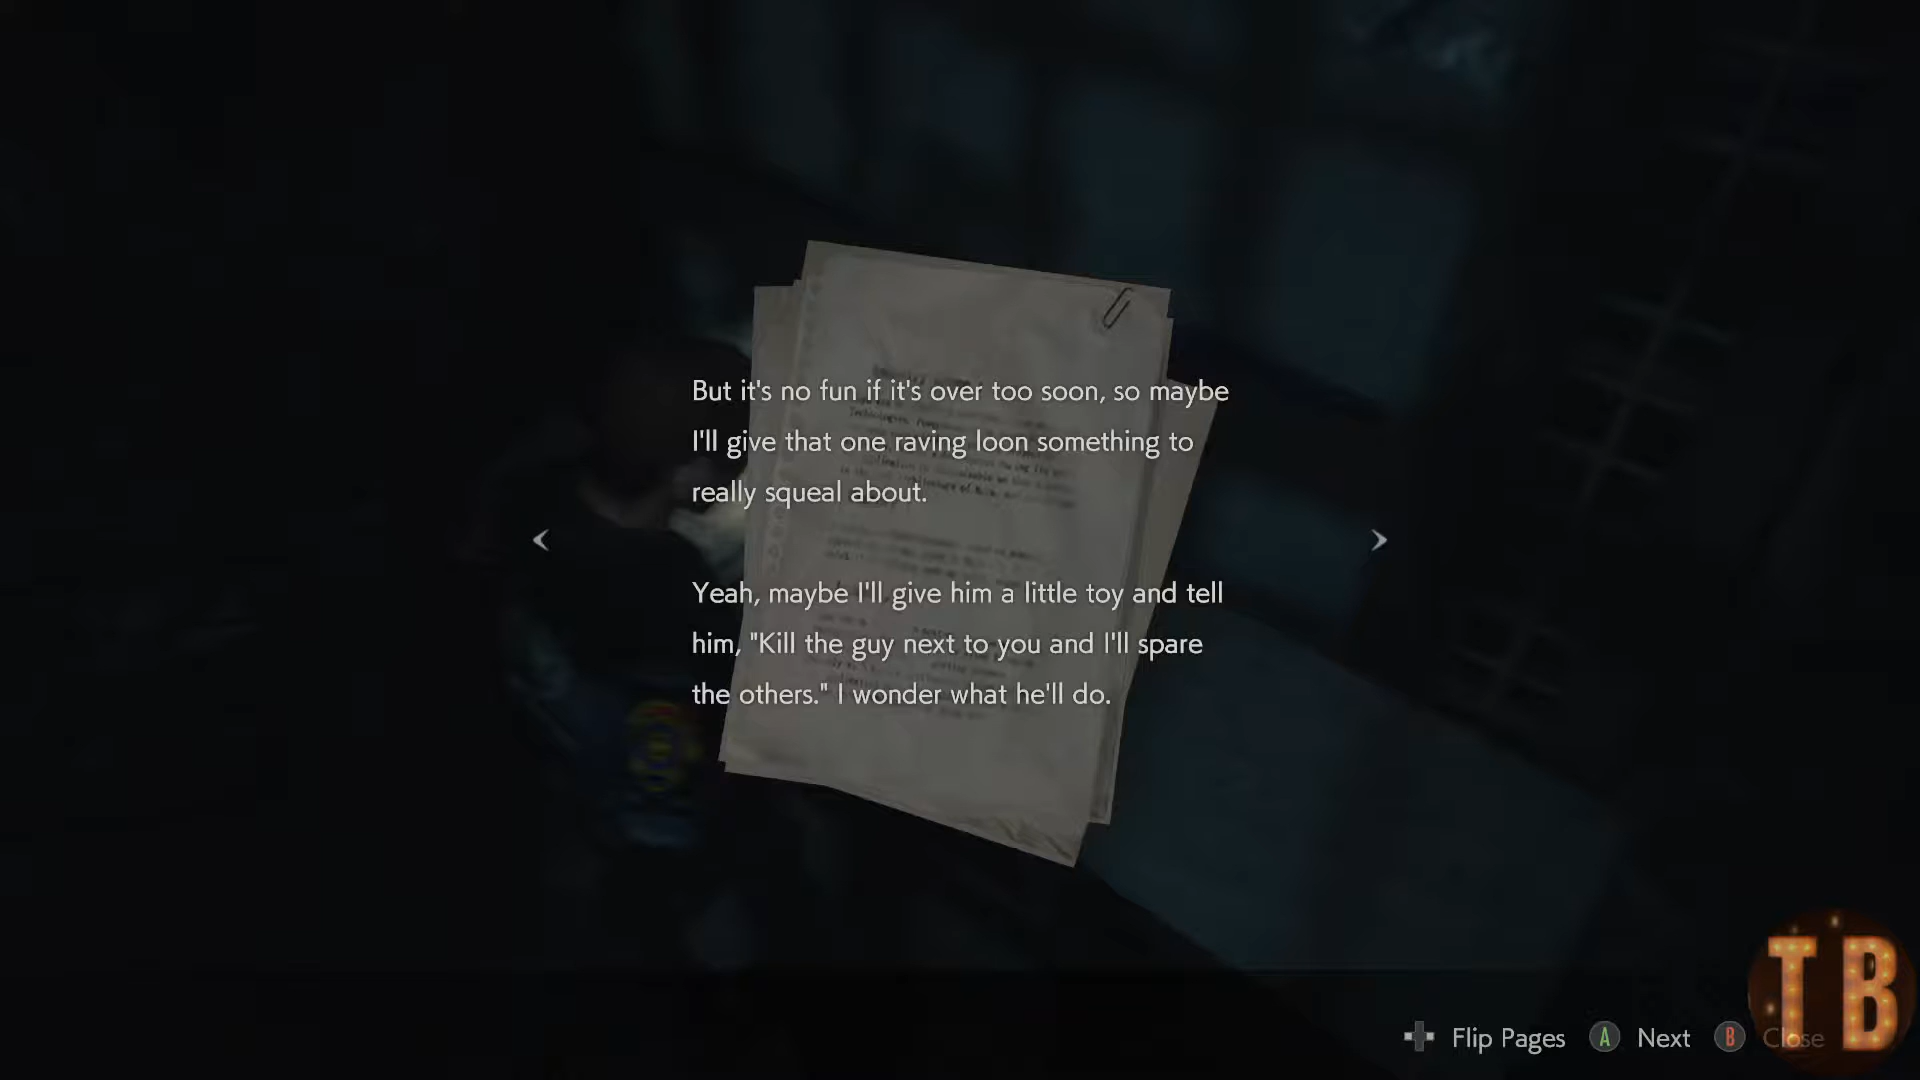 But it's no fun if it's over too soon, so maybe
I'll give that one raving loon something to
really squeal about.
Yeah, maybe I'll give him a little toy and tell
him, "Kill the guy next to you and I'll spare
the others." I wonder what he'll do.
Flip Pages A Next B Close
TB